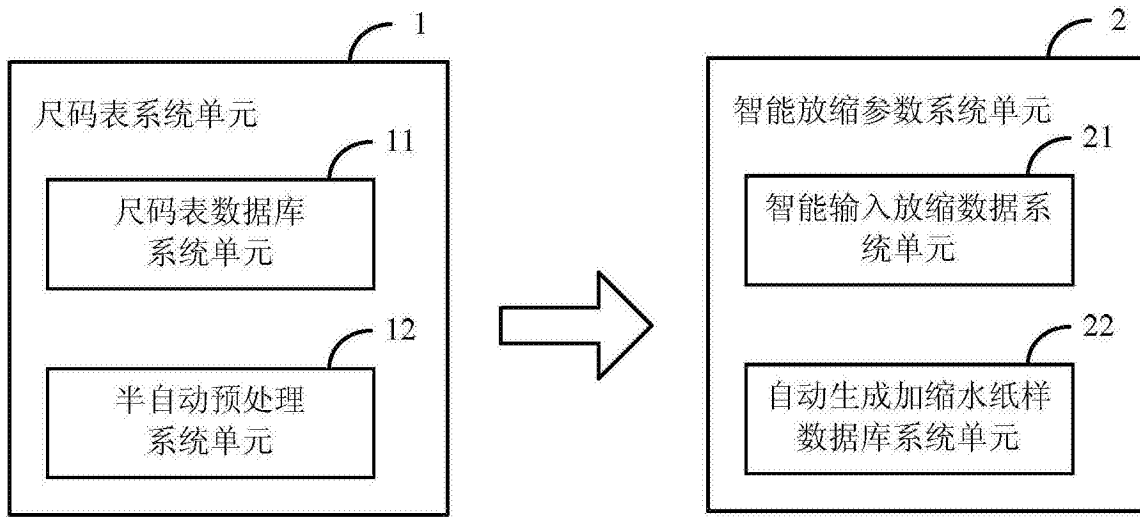 1
尺码表系统单元
11
尺码表数据库
系统单元
12
半自动预处理
系统单元
2
智能放缩参数系统单元
21
智能输入放缩数据系
统单元
22
自动生成加缩水纸样
数据库系统单元